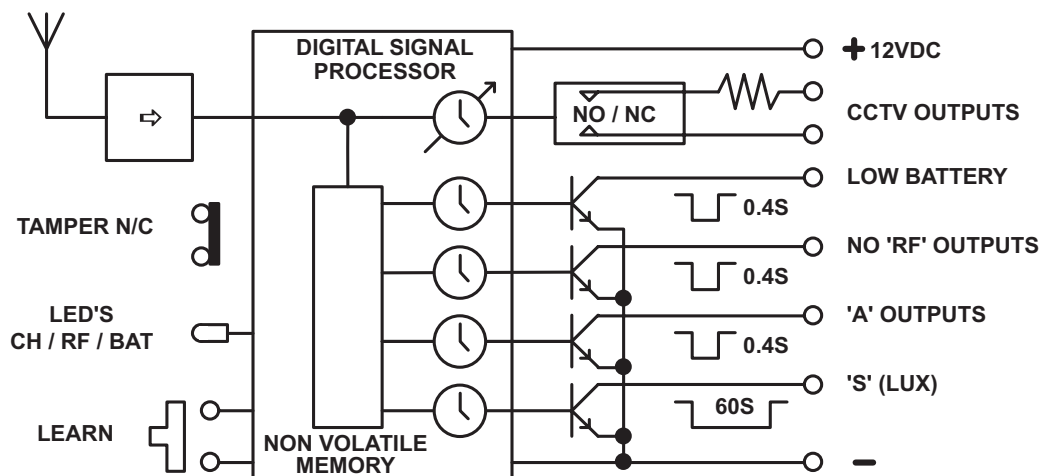 DIGITAL SIGNAL
PROCESSOR
+ 12VDC
NO / NC
CCTV OUTPUTS
LOW BATTERY
0.4S
TAMPER N/C
NO 'RF' OUTPUTS
0.4S
LED'S
CH / RF / BAT
'A' OUTPUTS
0.4S
'S' (LUX)
60S
LEARN
NON VOLATILE
MEMORY
−